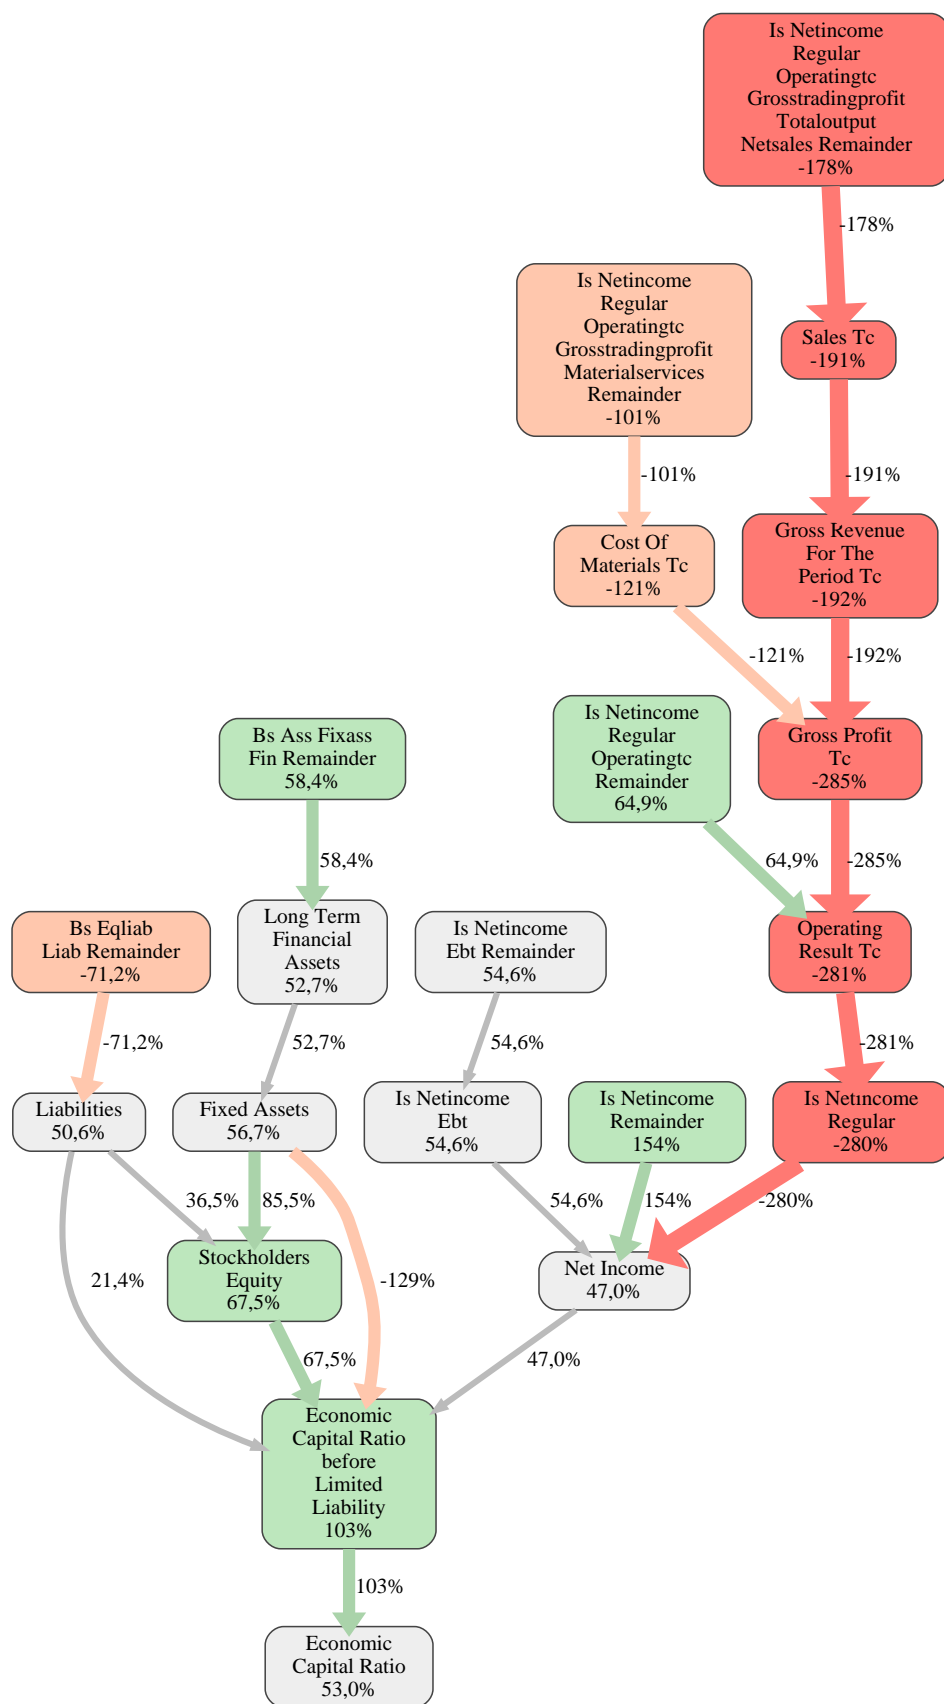 Is Netincome
Regular
Operatingtc
Grosstradingprofit
Totaloutput
Netsales Remainder
-178%
-178%
Is Netincome
Regular
Operatingtc
Grosstradingprofit
Materialservices
Remainder
-101%
Sales Tc
-191%
-101%
-191%
Cost Of
Materials Tc
-121%
Gross Revenue
For The
Period Tc
-192%
-121%
-192%
Bs Ass Fixass
Fin Remainder
58,4%
Is Netincome
Regular
Operatingtc
Remainder
64,9%
Gross Profit
Tc
-285%
58,4%
64,9%
-285%
Bs Eqliab
Liab Remainder
-71,2%
Long Term
Financial
Assets
52,7%
Is Netincome
Ebt Remainder
54,6%
Operating
Result Tc
-281%
-71,2%
52,7%
54,6%
-281%
Liabilities
50,6%
Fixed Assets
56,7%
Is Netincome
Ebt
54,6%
Is Netincome
Remainder
154%
Is Netincome
Regular
-280%
36,5%
85,5%
54,6%
154%
-280%
21,4%
Stockholders
Equity
67,5%
-129%
Net Income
47,0%
67,5%
47,0%
Economic
Capital Ratio
before
Limited
Liability
103%
103%
Economic
Capital Ratio
53,0%